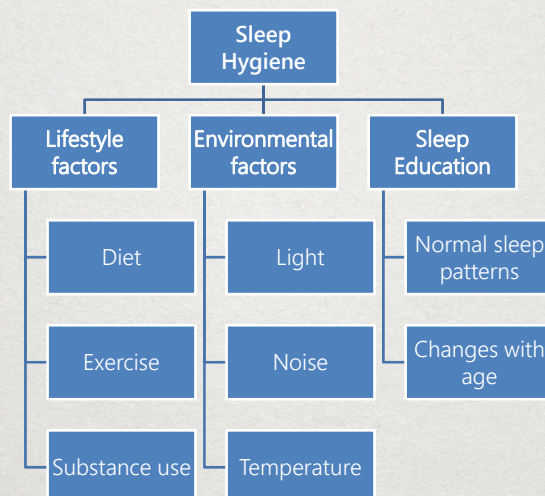 Sleep
Hygiene
Lifestyle
factors
Environmental
factors
Sleep
Education
Diet
Light
Normal sleep
patterns
Exercise
Noise
Changes with
age
Substance use
Temperature